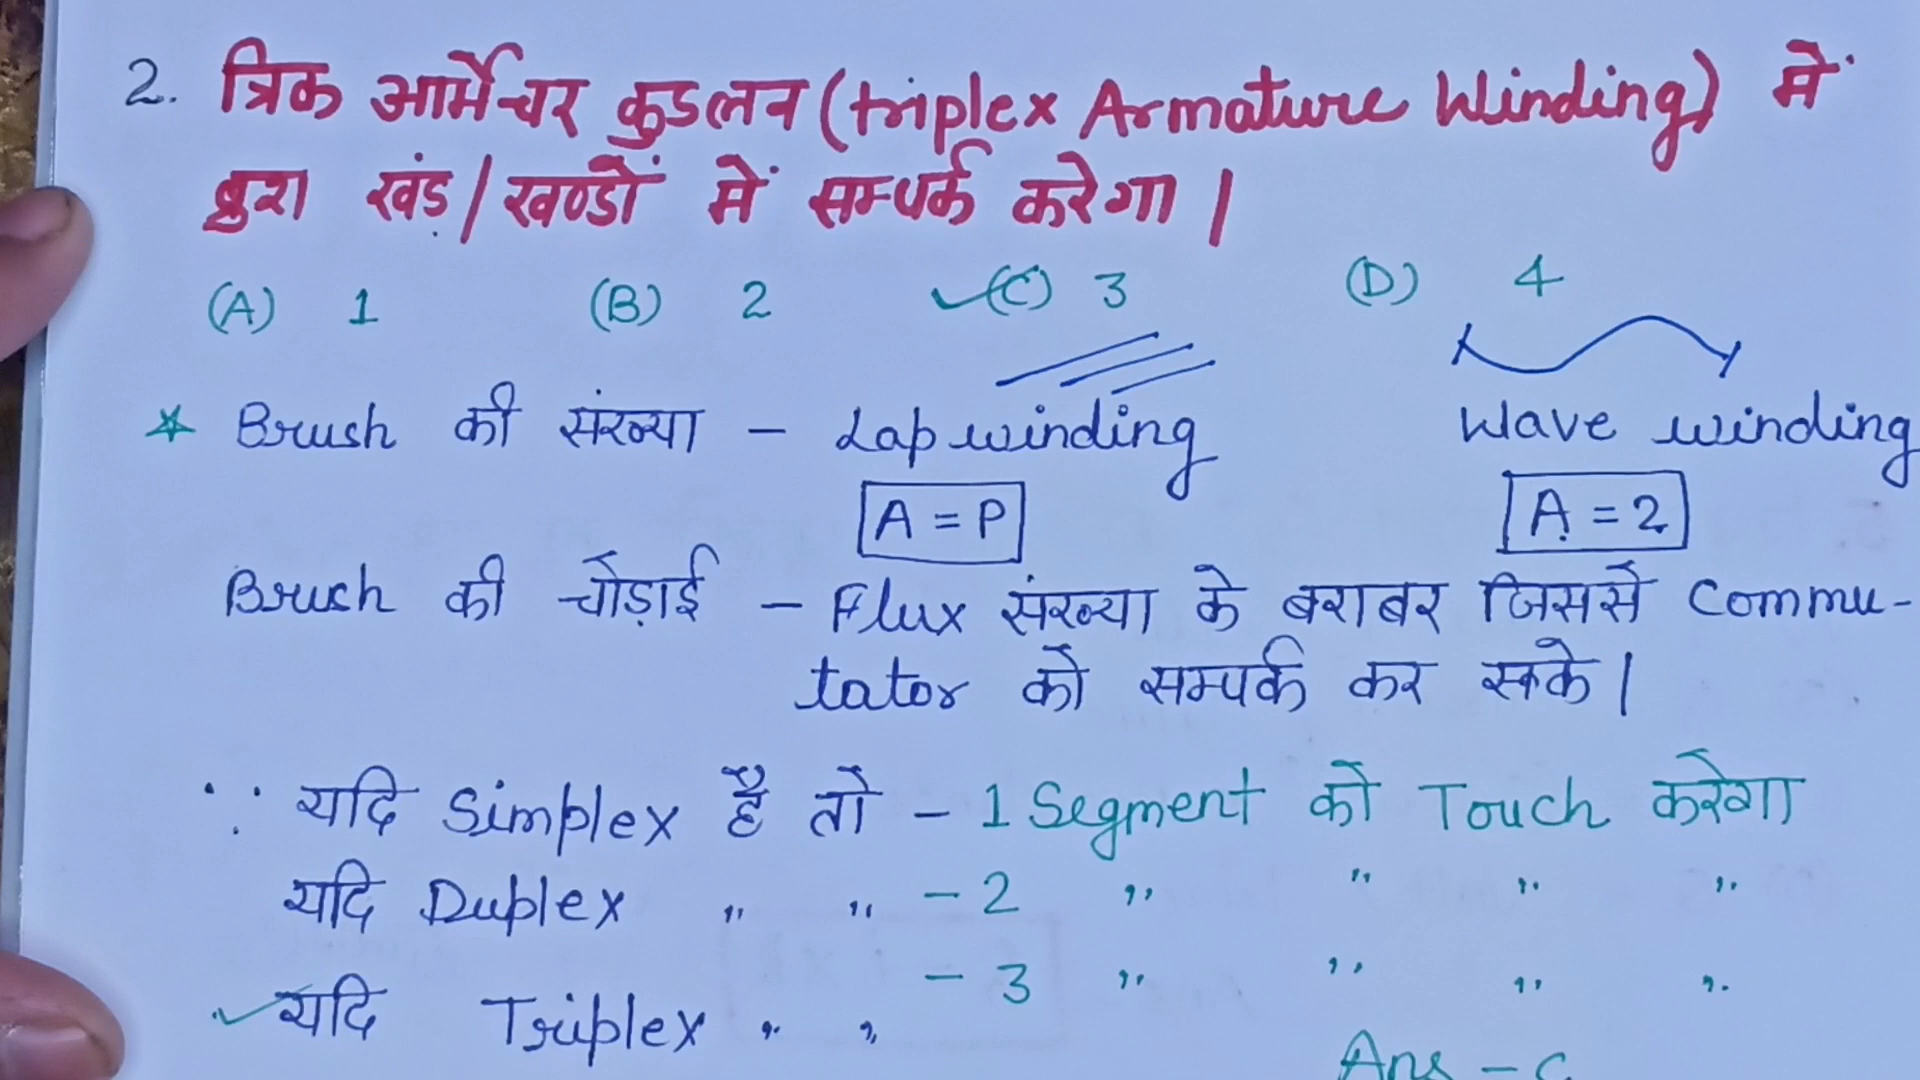 2. त्रिक आर्मेचर कुडलन (triplex Armature Winding) में
ब्रुश खंड/खण्डों में सम्पर्क करेगा।
(A) 1 (B) 2 (C) 3 (D) 4
Brush की संख्या - Lap winding Wave winding
A = P A = 2
Brush की चौड़ाई - Flux संख्या के बराबर जिससे Commu-
tator को सम्पर्क कर सके।
∵ यदि Simplex है तो - 1 Segment को Touch करेगा
यदि Duplex " " - 2 " " " "
यदि Triplex " " - 3 " " " "
Ans - C